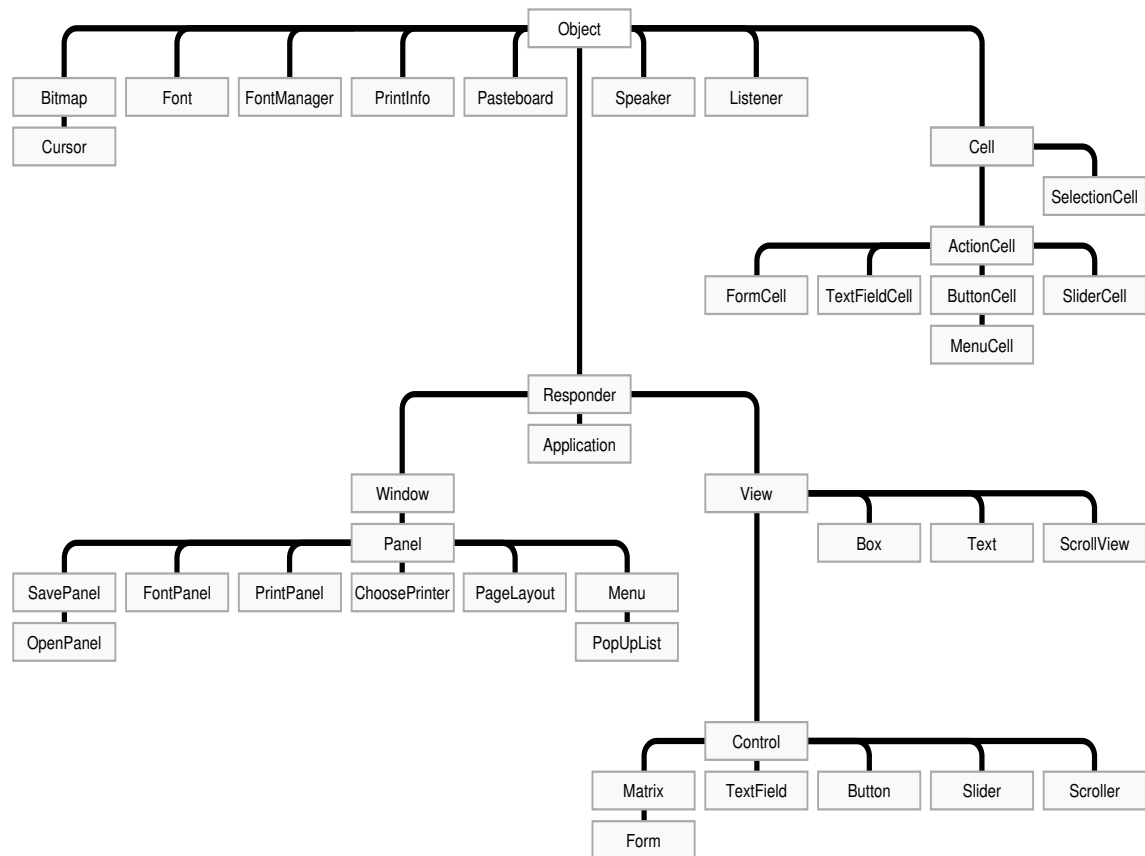 Object
Bitmap Font FontManager PrintInfo Pasteboard Speaker Listener
Cursor Cell
SelectionCell
ActionCell
FormCell TextFieldCell ButtonCell SliderCell
MenuCell
Responder
Application
Window View
Panel Box Text ScrollView
SavePanel FontPanel PrintPanel ChoosePrinter PageLayout Menu
OpenPanel PopUpList
Control
Matrix TextField Button Slider Scroller
Form